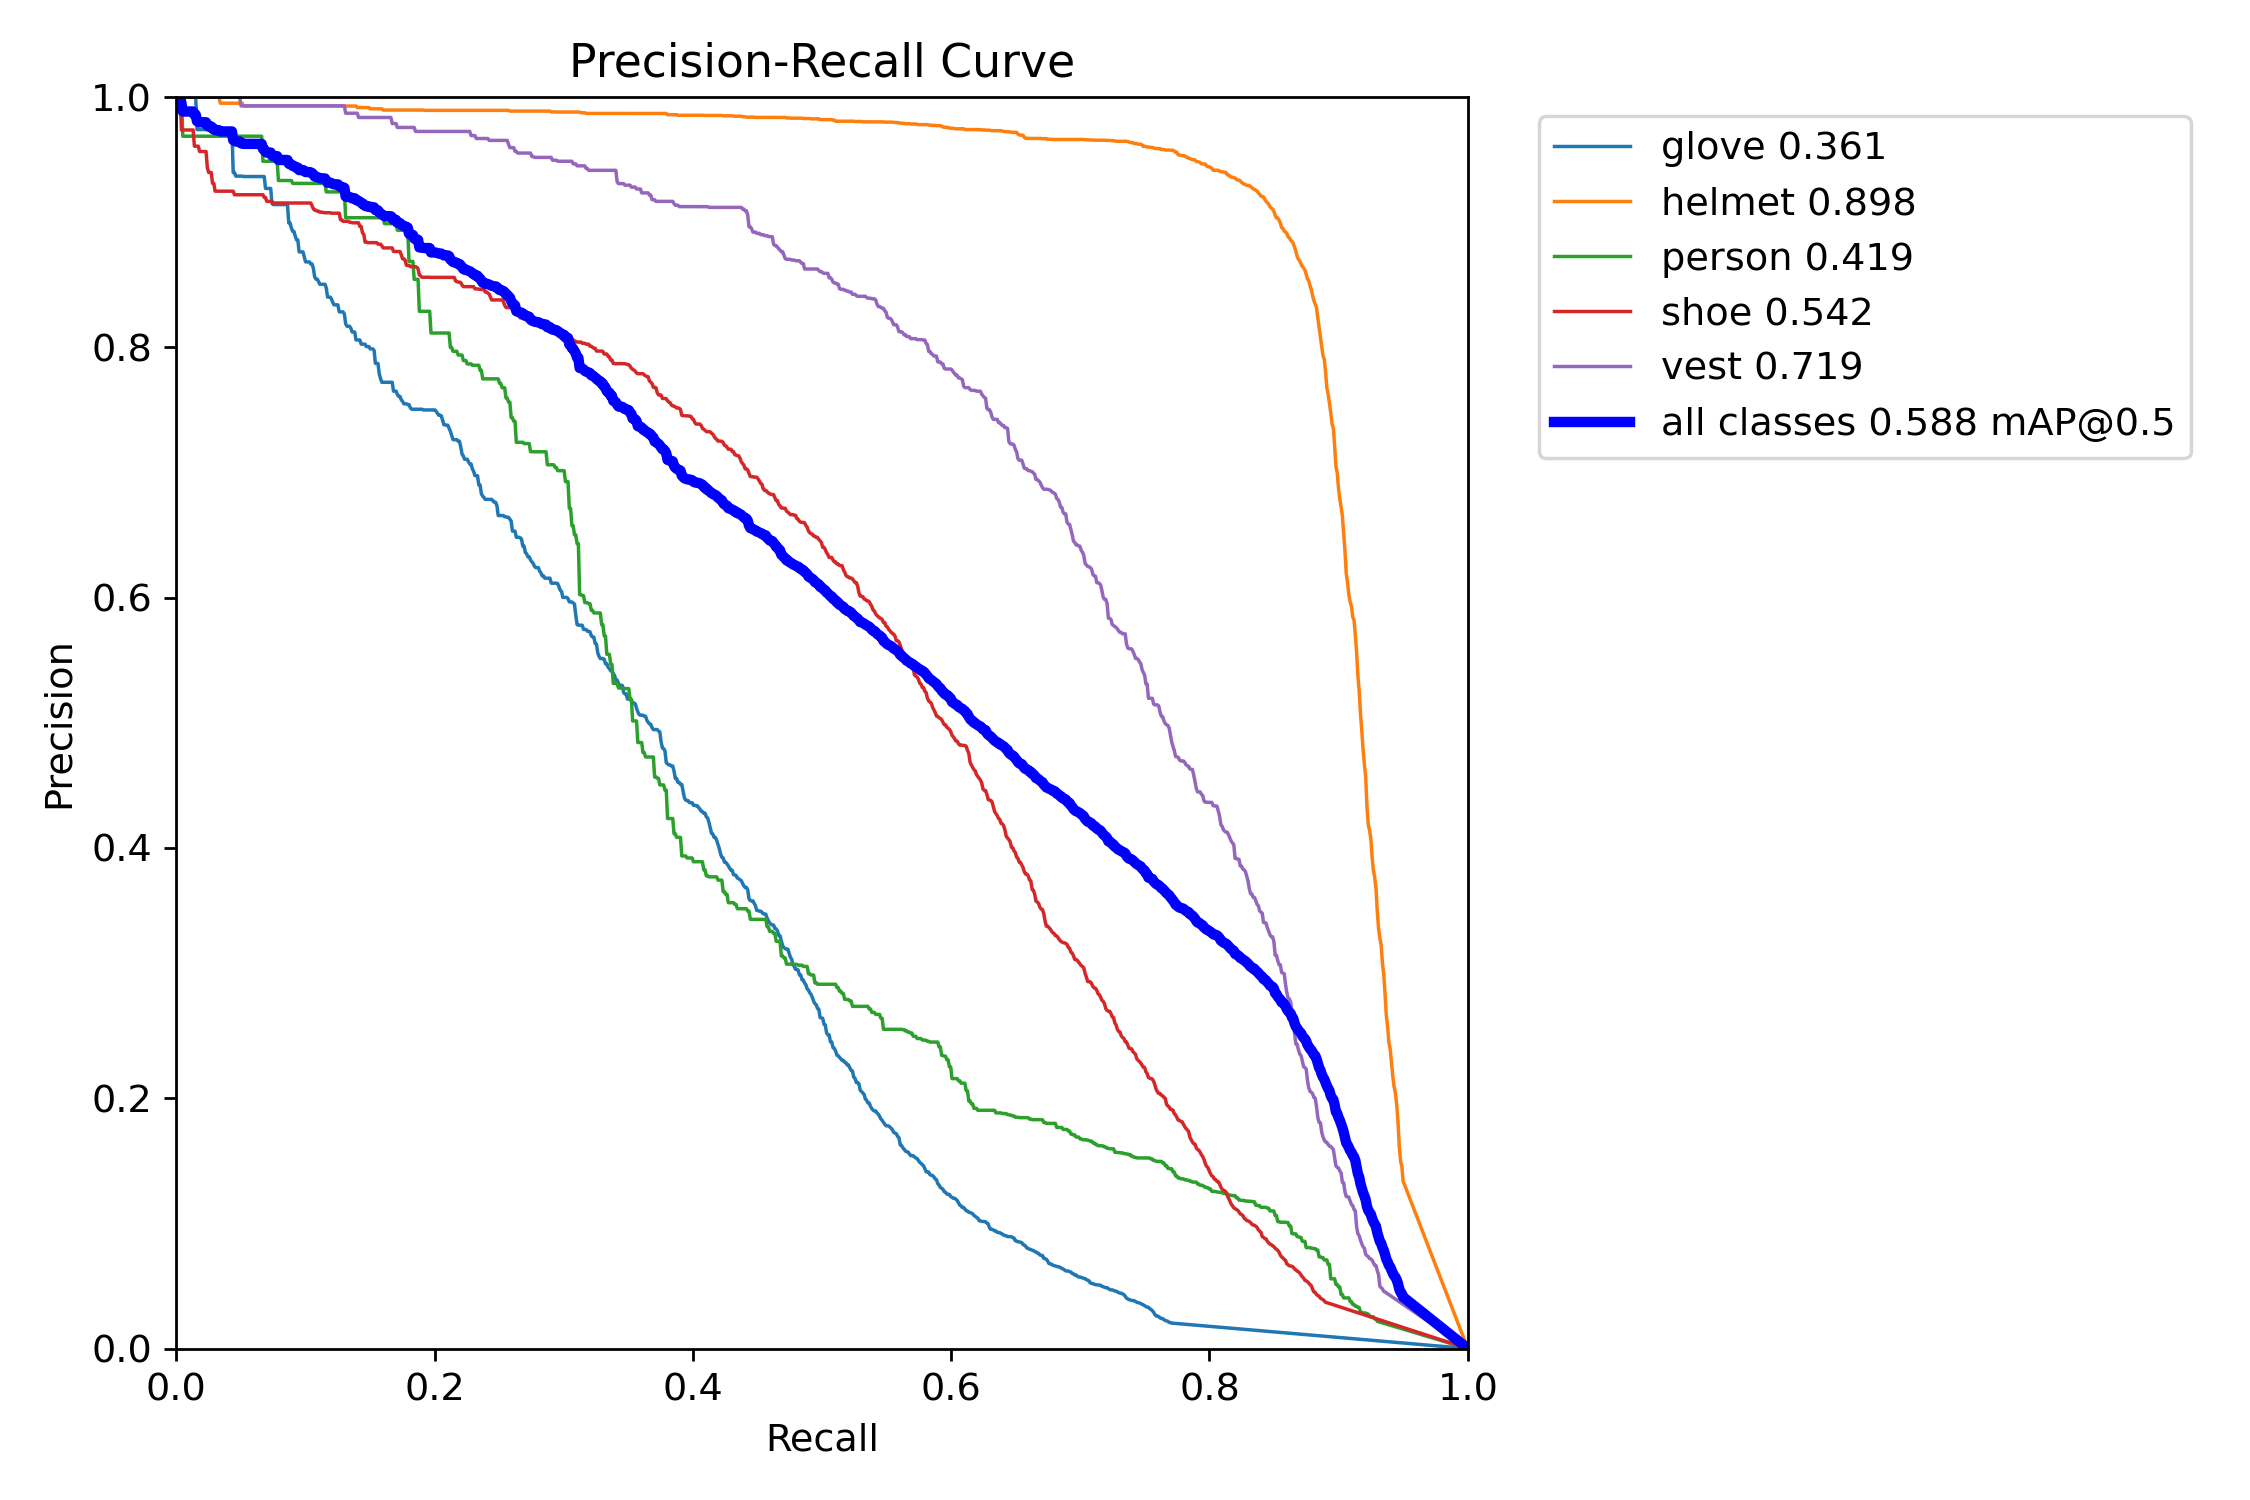 Precision-Recall Curve
1.0
0.8
0.6
0.4
0.2
0.0
Precision
0.0 0.2 0.4 0.6 0.8 1.0
Recall
glove 0.361
helmet 0.898
person 0.419
shoe 0.542
vest 0.719
all classes 0.588 mAP@0.5